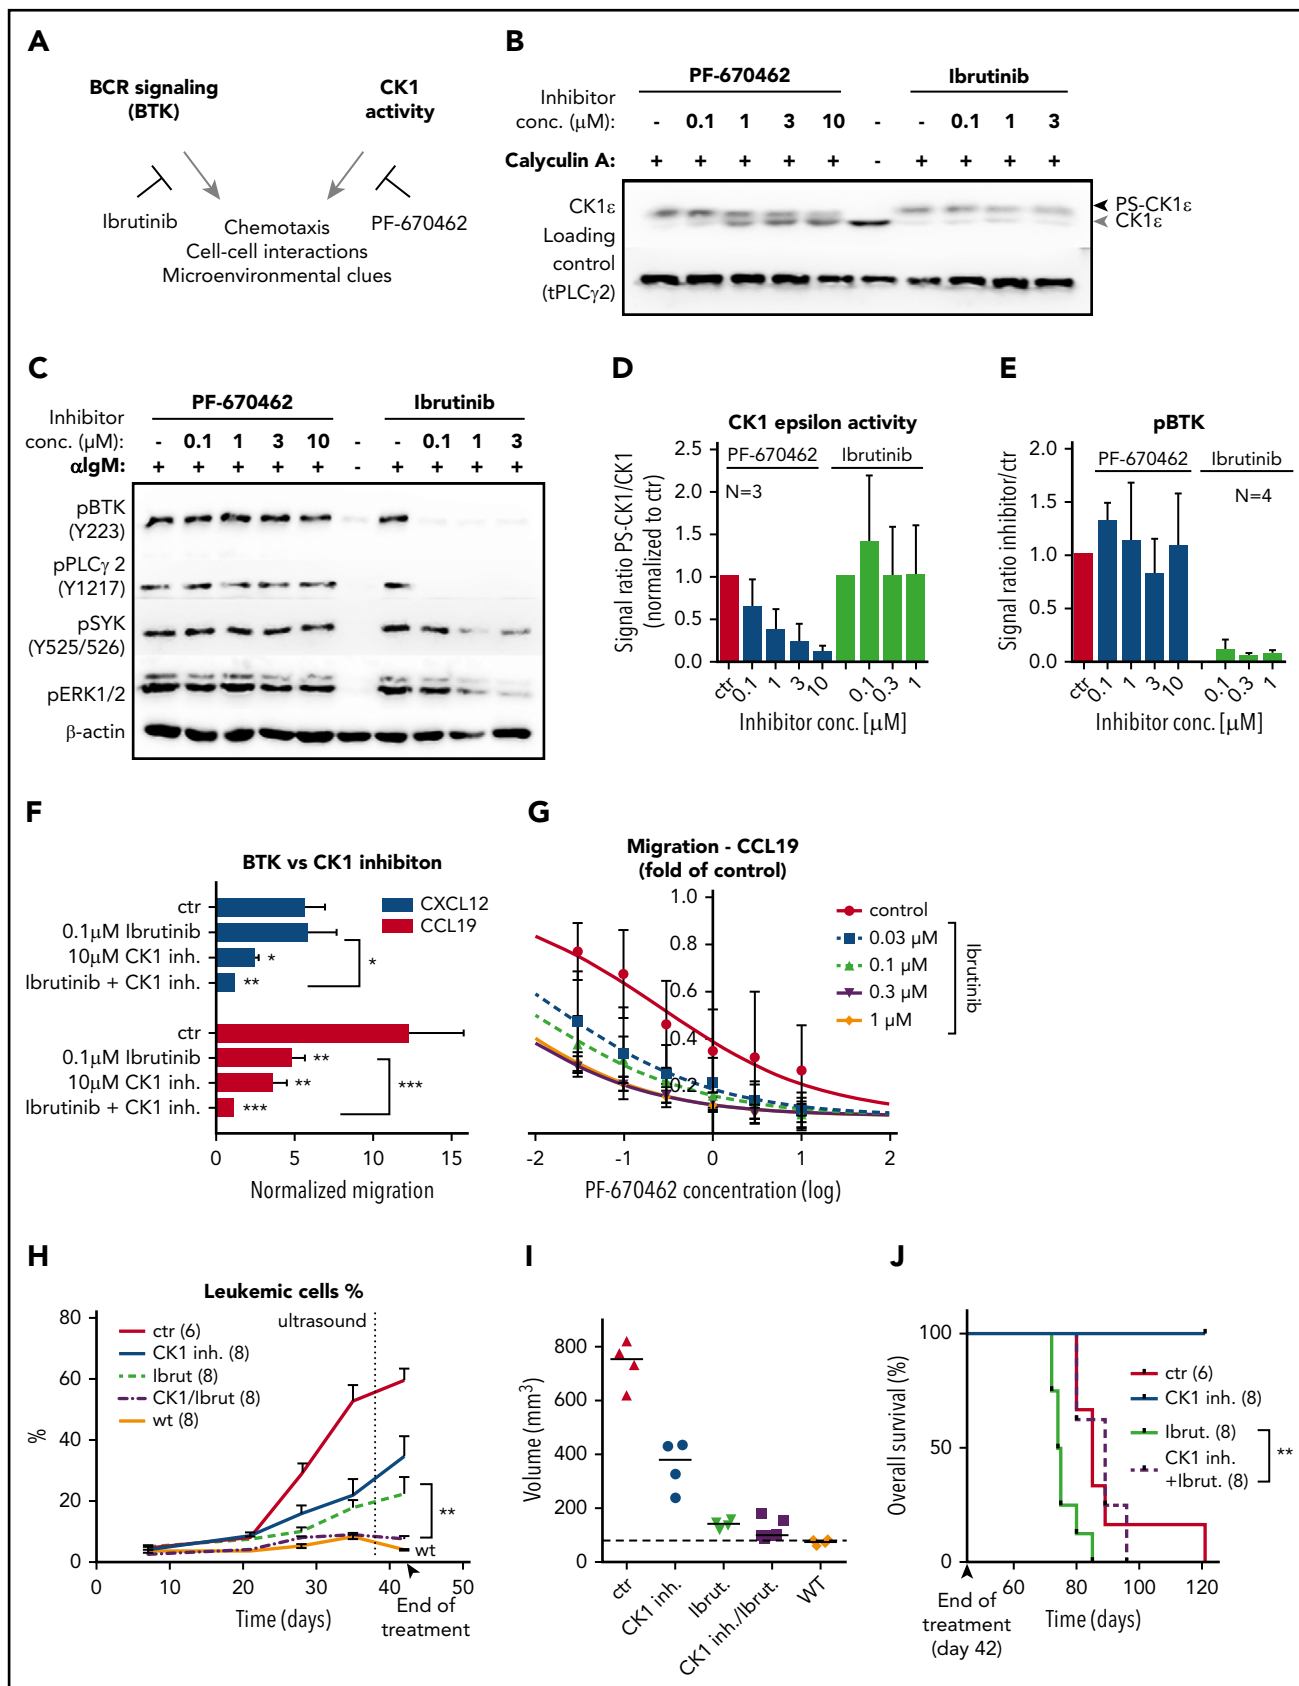 A
BCR signaling
(BTK)
CK1
activity
Ibrutinib
PF-670462
Chemotaxis
Cell-cell interactions
Microenvironmental clues
B
PF-670462
Ibrutinib
Inhibitor
conc. (μM):
- 0.1 1 3 10 - - 0.1 1 3
Calyculin A: + + + + + - + + + +
CK1ε
Loading
control
(tPLCγ2)
PS-CK1ε
CK1ε
C
PF-670462
Ibrutinib
Inhibitor
conc. (μM):
- 0.1 1 3 10 - - 0.1 1 3
αIgM: + + + + + - + + + +
pBTK
(Y223)
pPLCγ 2
(Y1217)
pSYK
(Y525/526)
pERK1/2
β-actin
D
CK1 epsilon activity
PF-670462
Ibrutinib
N=3
Signal ratio PS-CK1/CK1
(normalized to ctr)
2.5
2.0
1.5
1.0
0.5
0.0
ctr 0.1 1 3 10 0.1 0.3 1
Inhibitor conc. [μM]
E
pBTK
PF-670462
Ibrutinib
N=4
Signal ratio inhibitor/ctr
2.0
1.5
1.0
0.5
0.0
ctr 0.1 1 3 10 0.1 0.3 1
Inhibitor conc. [μM]
F
BTK vs CK1 inhibiton
CXCL12
CCL19
ctr
0.1μM Ibrutinib
10μM CK1 inh. *
Ibrutinib + CK1 inh. **
*
ctr
0.1μM Ibrutinib **
10μM CK1 inh. **
Ibrutinib + CK1 inh. ***
***
0 5 10 15
Normalized migration
G
Migration - CCL19
(fold of control)
1.0
0.8
0.6
0.4
0.2
-2 -1 0 1 2
PF-670462 concentration (log)
control
0.03 μM
0.1 μM
0.3 μM
1 μM
Ibrutinib
H
Leukemic cells %
ultrasound
ctr (6)
CK1 inh. (8)
Ibrut (8)
CK1/Ibrut (8)
wt (8)
%
80
60
40
20
0
0 10 20 30 40 50
Time (days)
**
wt
End of
treatment
I
Volume (mm³)
800
600
400
200
0
ctr
CK1 inh.
Ibrut.
CK1 inh./Ibrut.
WT
J
Overall survival (%)
100
50
0
60 80 100 120
Time (days)
End of
treatment
(day 42)
ctr (6)
CK1 inh. (8)
Ibrut. (8)
CK1 inh.
+Ibrut. (8)
**